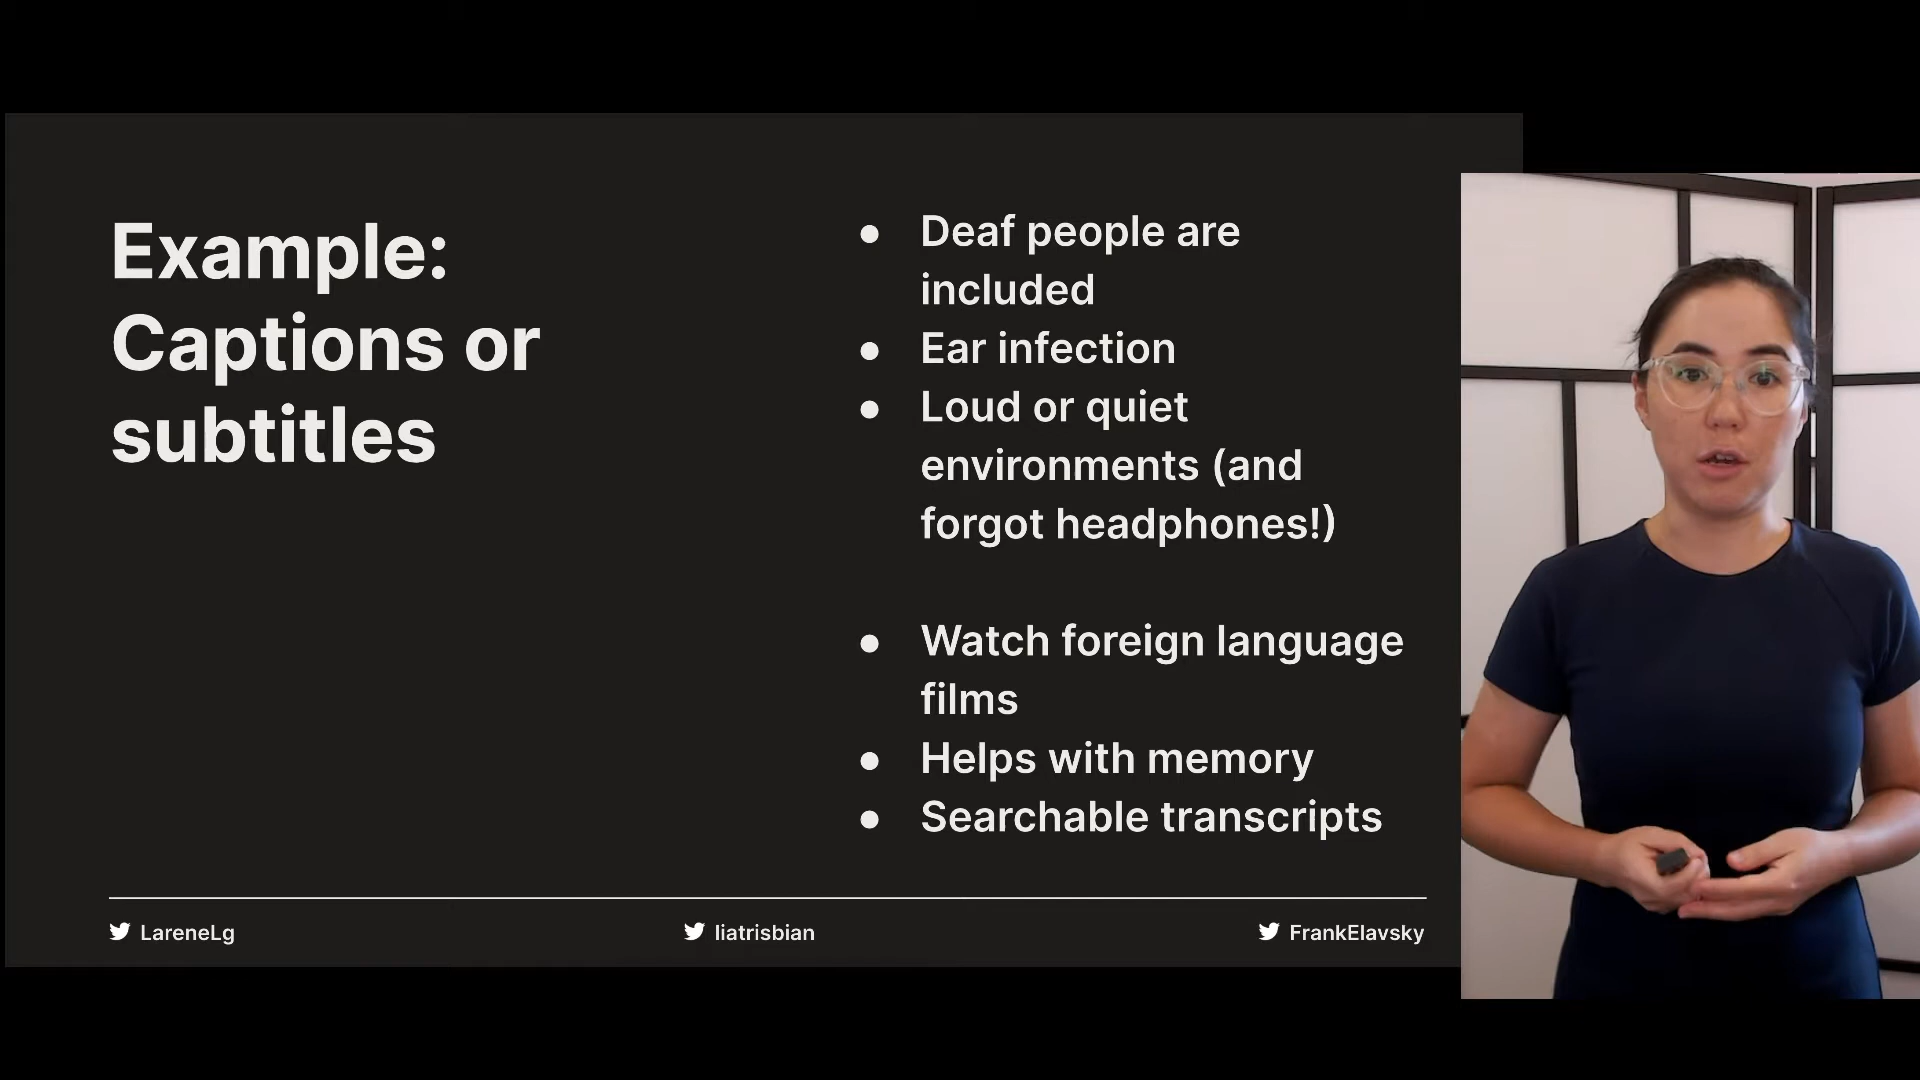 Example:
Captions or
subtitles
● Deaf people are
included
● Ear infection
● Loud or quiet
environments (and
forgot headphones!)
● Watch foreign language
films
● Helps with memory
● Searchable transcripts
LareneLg
liatrisbian
FrankElavsky